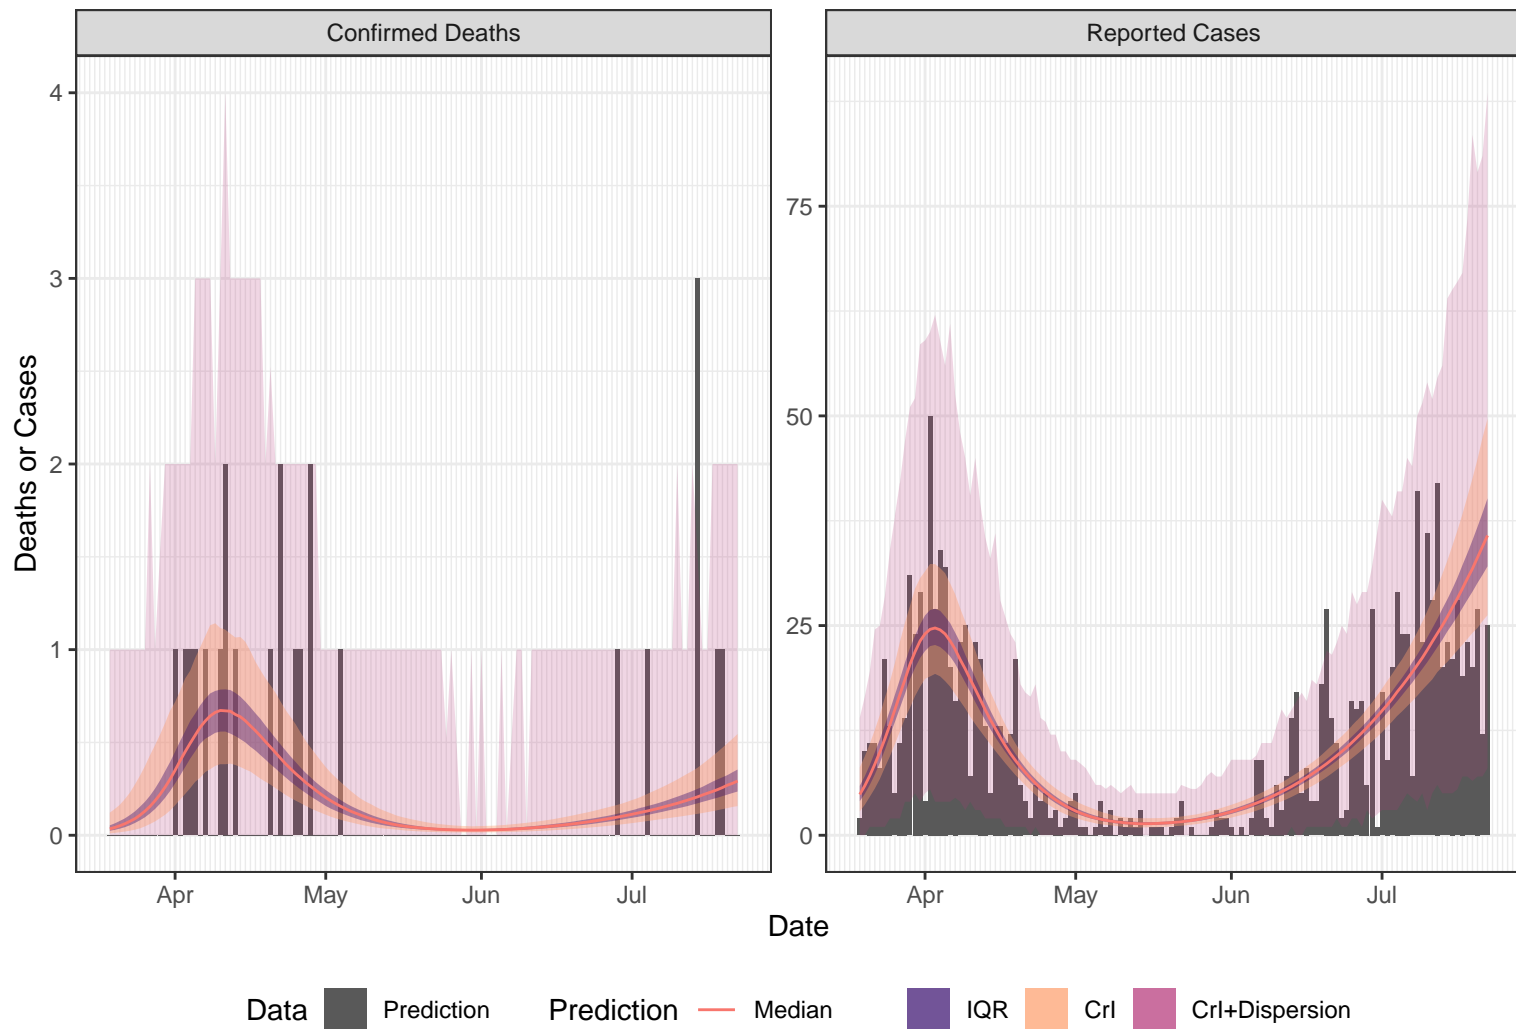 Confirmed Deaths
Reported Cases
Deaths or Cases
4
3
2
1
0
75
50
25
0
Apr May Jun Jul
Apr May Jun Jul
Date
Data Prediction Prediction Median IQR CrI CrI+Dispersion